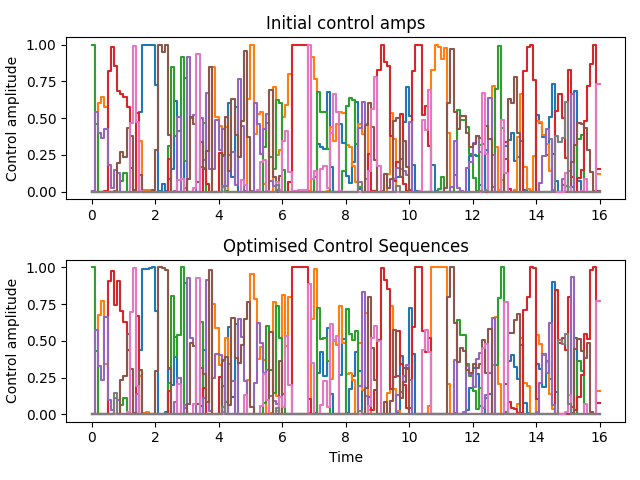 Initial control amps
Control amplitude
1.00
0.75
0.50
0.25
0.00
0 2 4 6 8 10 12 14 16
Optimised Control Sequences
Control amplitude
1.00
0.75
0.50
0.25
0.00
0 2 4 6 8 10 12 14 16
Time